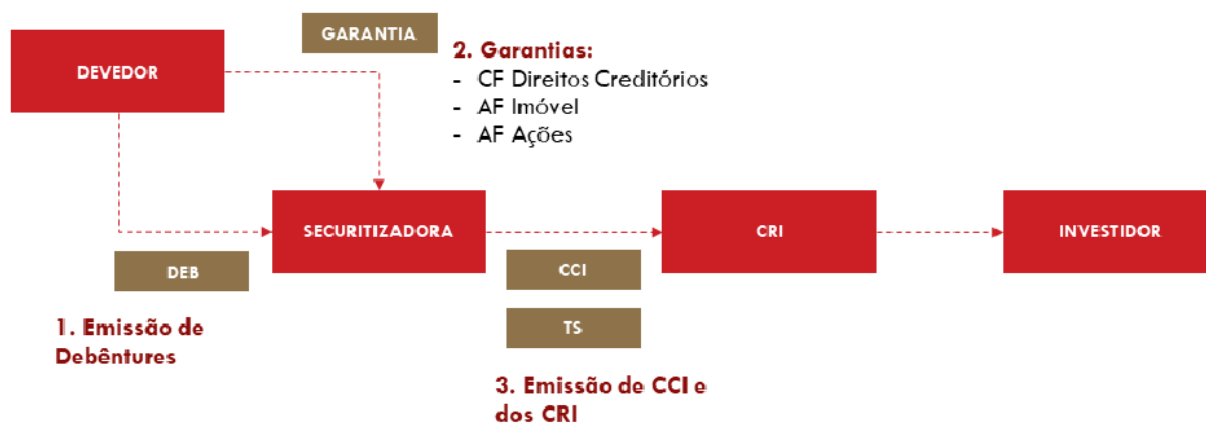 GARANTIA
DEVEDOR
2. Garantias:
- CF Direitos Creditórios
- AF Imóvel
- AF Ações
SECURITIZADORA
CRI
INVESTIDOR
DEB
CCI
TS
1. Emissão de
Debêntures
3. Emissão de CCI e
dos CRI